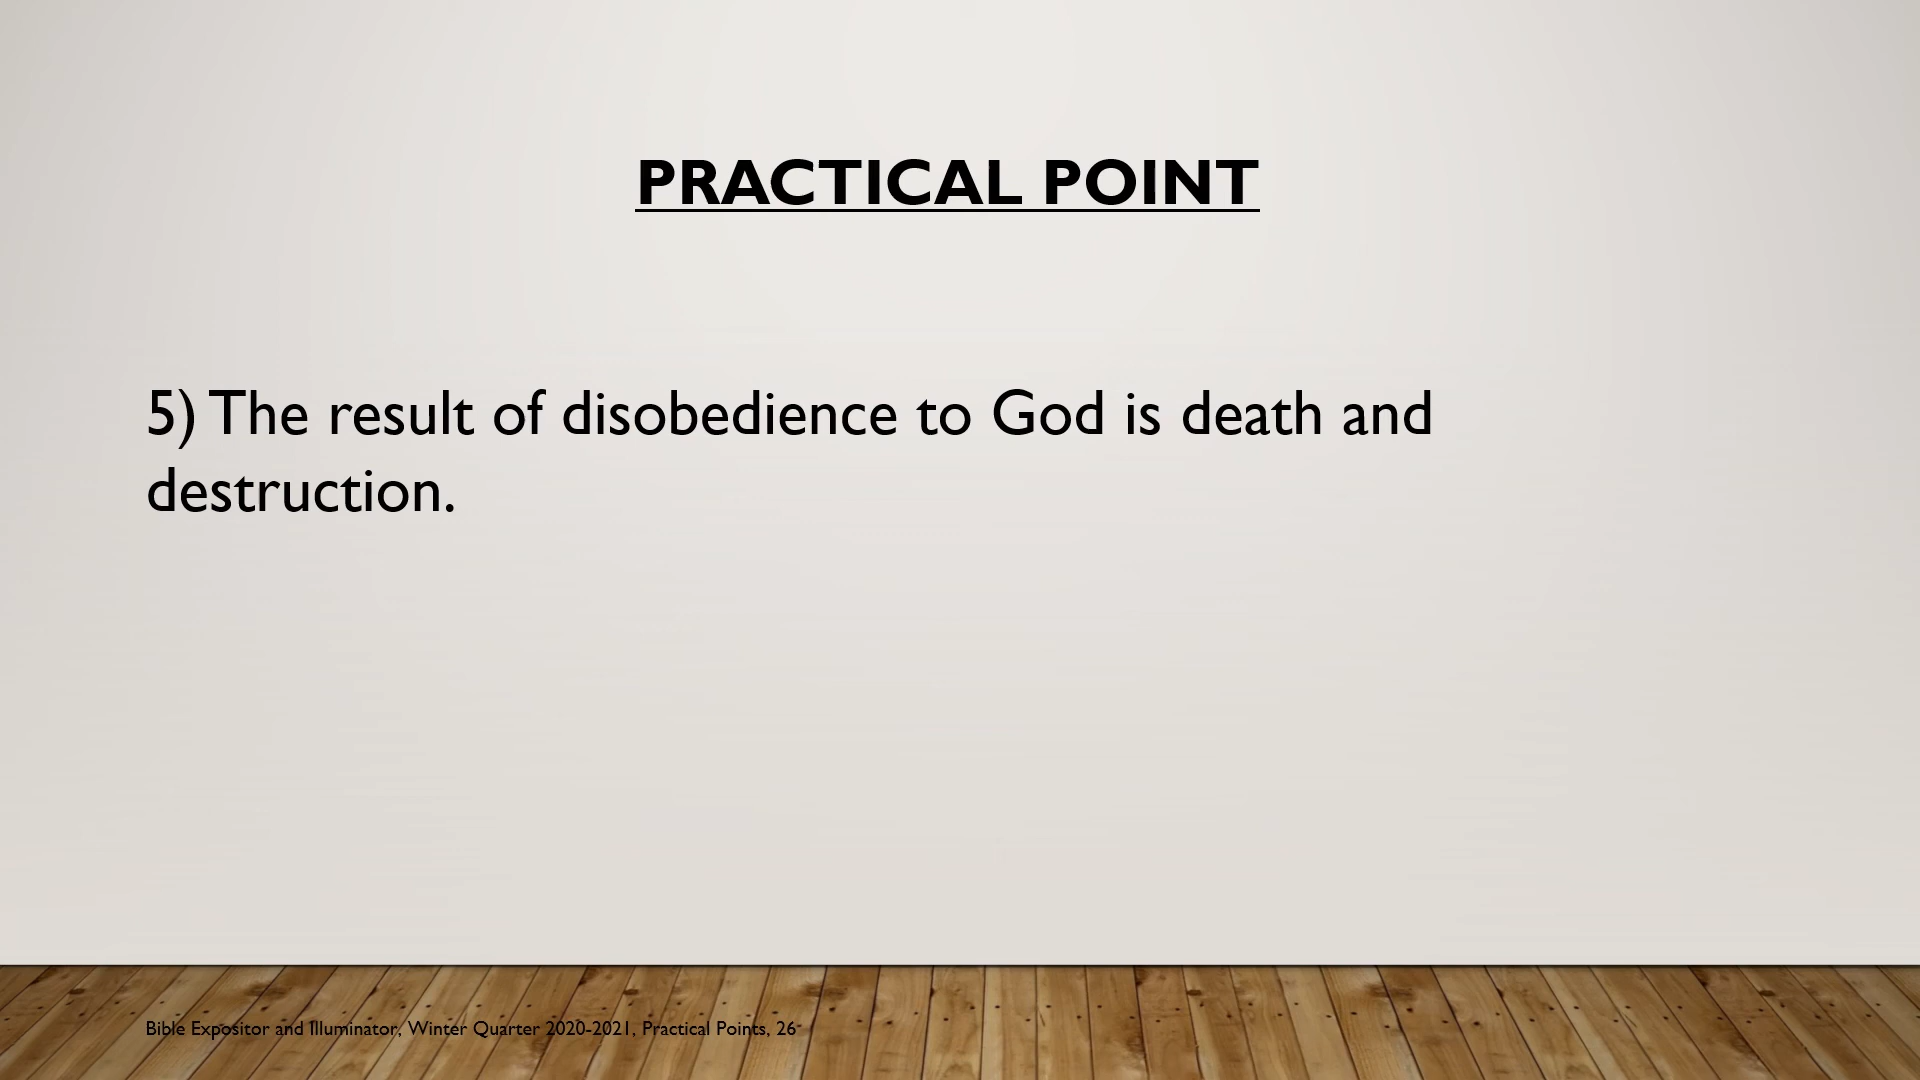 PRACTICAL POINT
5) The result of disobedience to God is death and
destruction.
Bible Expositor and Illuminator, Winter Quarter 2020-2021, Practical Points, 26